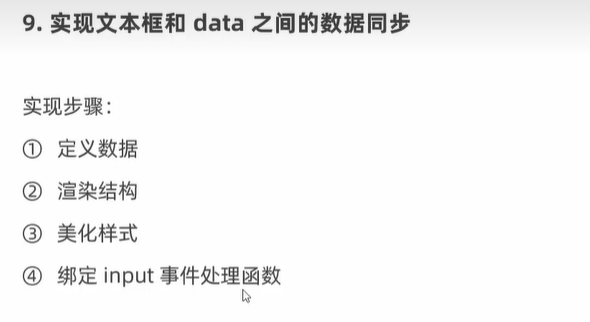 9. 实现文本框和 data 之间的数据同步
实现步骤：
① 定义数据
② 渲染结构
③ 美化样式
④ 绑定 input 事件处理函数